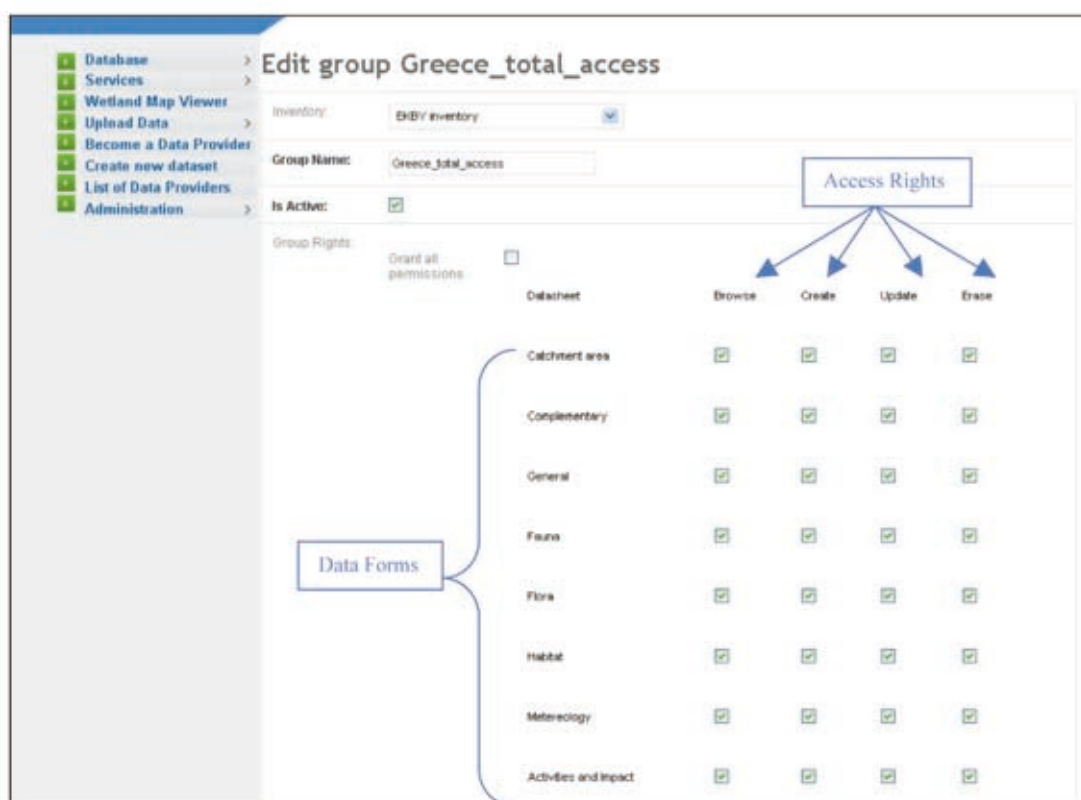 Database
Services
Wetland Map Viewer
Upload Data
Become a Data Provider
Create new dataset
List of Data Providers
Administration
Edit group Greece_total_access
Inventory: EKBY inventory
Group Name: Greece_total_access
Is Active:
Access Rights
Group Rights:
Grant all
permissions
Datasheet Browse Create Update Erase
Catchment area
Complementary
General
Fauna
Data Forms
Flora
Habitat
Metereology
Activities and Impact